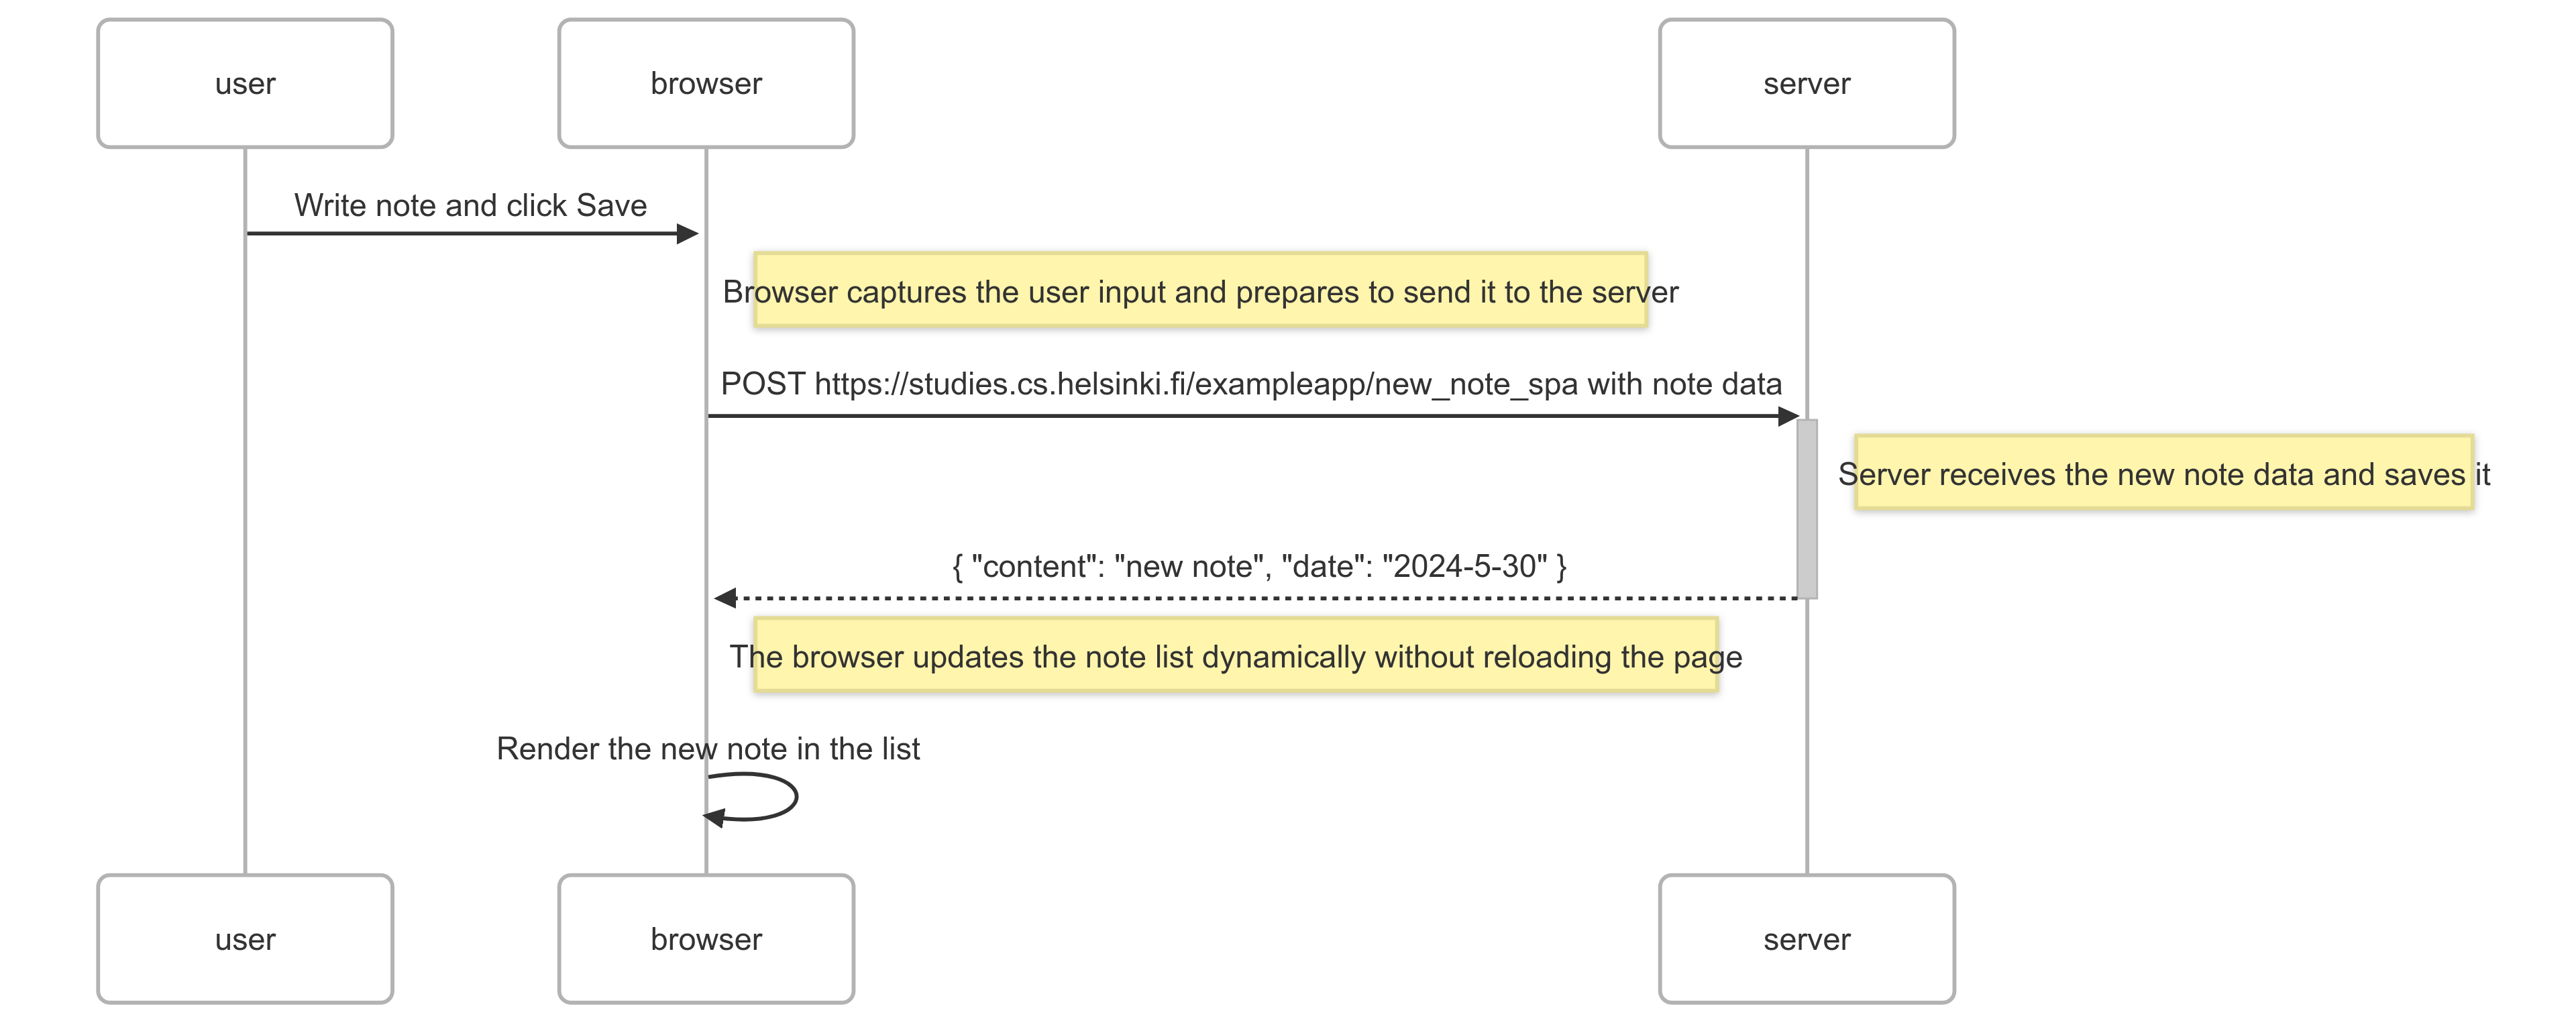 user
browser
server
Write note and click Save
Browser captures the user input and prepares to send it to the server
POST https://studies.cs.helsinki.fi/exampleapp/new_note_spa with note data
Server receives the new note data and saves it
{ "content": "new note", "date": "2024-5-30" }
The browser updates the note list dynamically without reloading the page
Render the new note in the list
user
browser
server